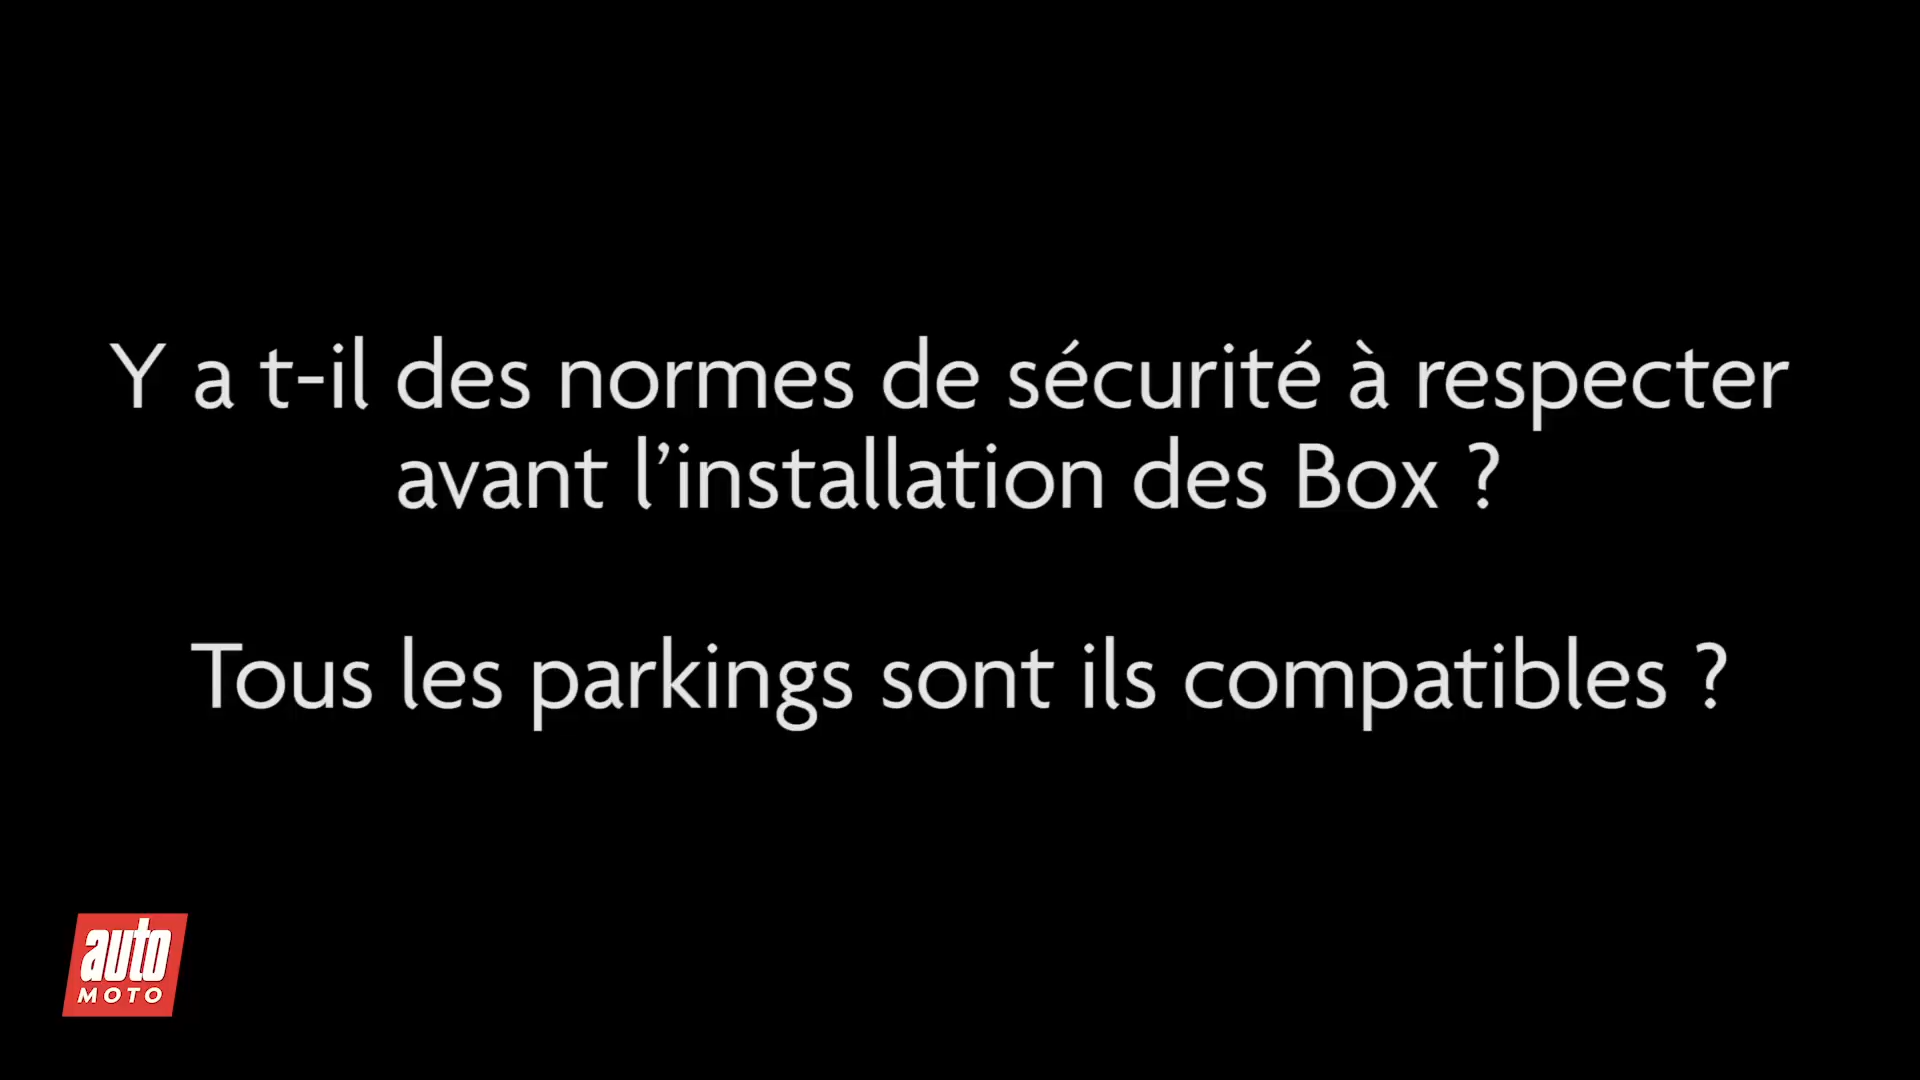 Y a t-il des normes de sécurité à respecter
avant l’installation des Box ?
Tous les parkings sont ils compatibles ?
auto
MOTO